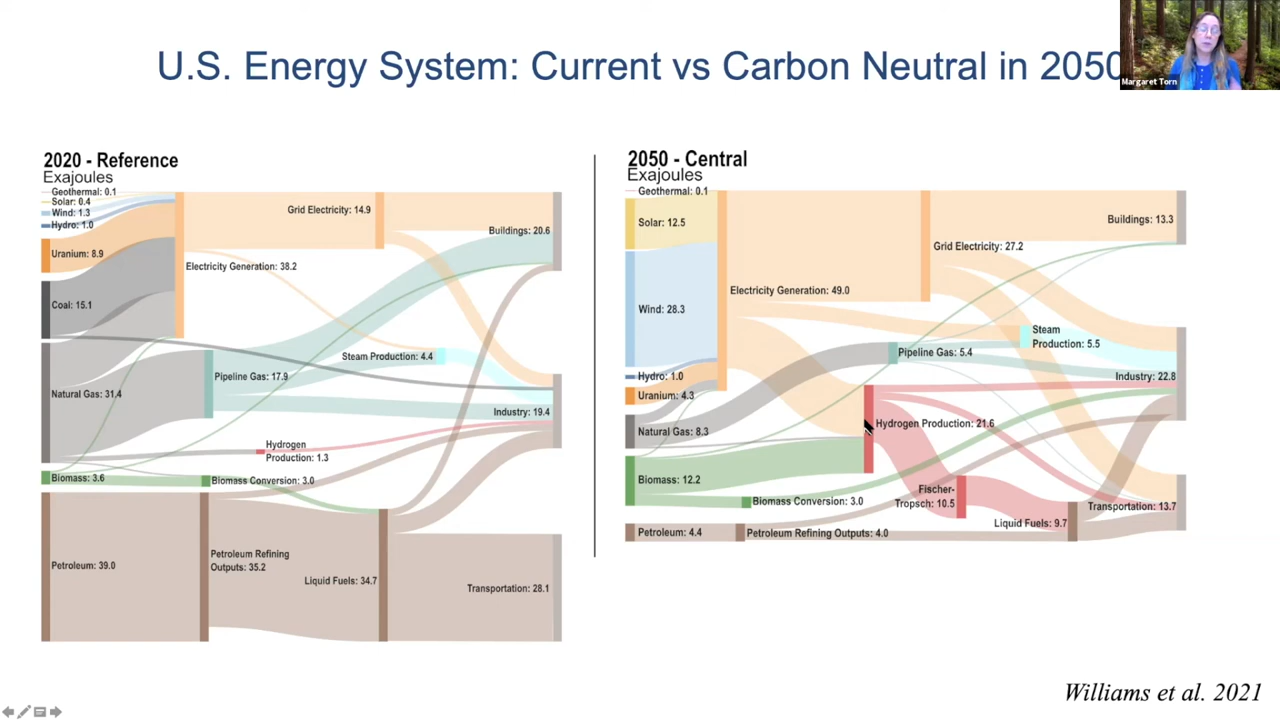 U.S. Energy System: Current vs Carbon Neutral in 2050
Margaret Torn
2020 - Reference
Exajoules
Geothermal: 0.1
Solar: 0.4
Wind: 1.3
Hydro: 1.0
Uranium: 8.9
Coal: 15.1
Natural Gas: 31.4
Biomass: 3.6
Petroleum: 39.0
Electricity Generation: 38.2
Pipeline Gas: 17.9
Hydrogen
Production: 1.3
Biomass Conversion: 3.0
Petroleum Refining
Outputs: 35.2
Grid Electricity: 14.9
Steam Production: 4.4
Liquid Fuels: 34.7
Buildings: 20.6
Industry: 19.4
Transportation: 28.1
2050 - Central
Exajoules
Geothermal: 0.1
Solar: 12.5
Wind: 28.3
Hydro: 1.0
Uranium: 4.3
Natural Gas: 8.3
Biomass: 12.2
Petroleum: 4.4
Electricity Generation: 49.0
Biomass Conversion: 3.0
Petroleum Refining Outputs: 4.0
Grid Electricity: 27.2
Pipeline Gas: 5.4
Hydrogen Production: 21.6
Fischer-
Tropsch: 10.5
Steam
Production: 5.5
Liquid Fuels: 9.7
Buildings: 13.3
Industry: 22.8
Transportation: 13.7
Williams et al. 2021